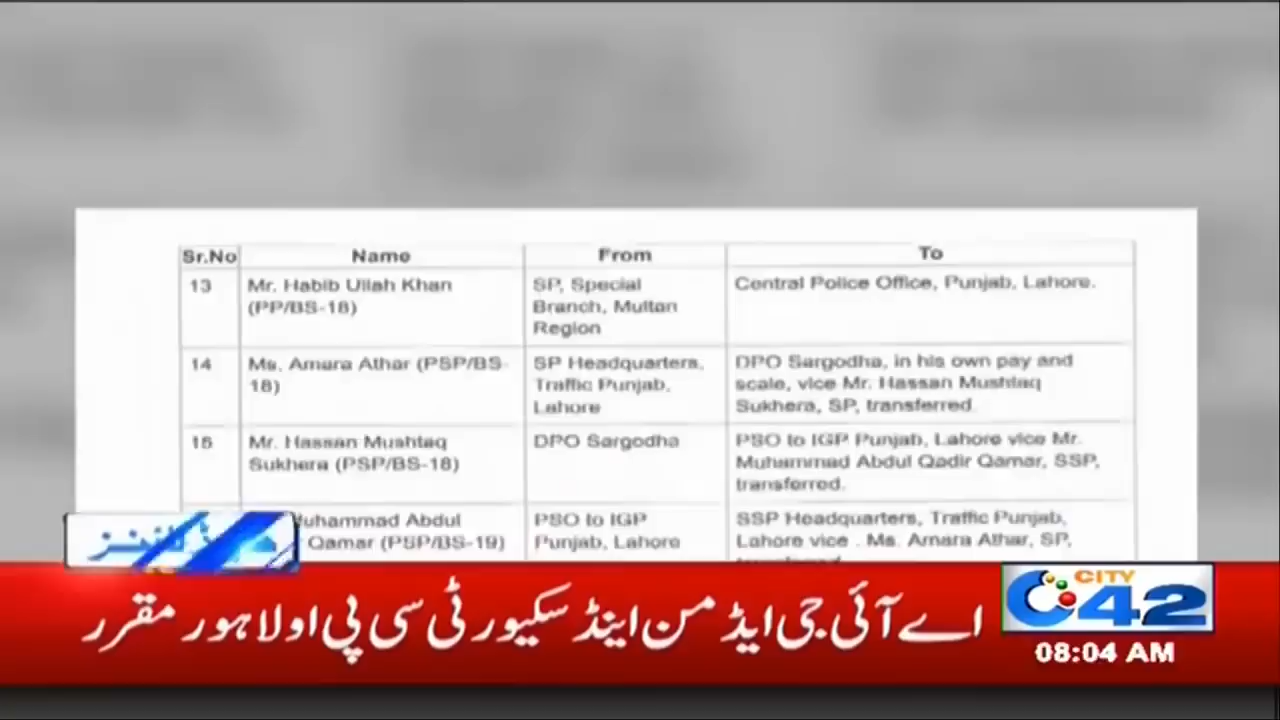 Sr.No Name From To
13 Mr. Habib Ullah Khan (PP/BS-18) SP, Special Branch, Multan Region Central Police Office, Punjab, Lahore.
14 Ms. Amara Athar (PSP/BS-18) SP Headquarters, Traffic Punjab, Lahore DPO Sargodha, in his own pay and scale, vice Mr. Hassan Mushtaq Sukhera, SP, transferred.
15 Mr. Hassan Mushtaq Sukhera (PSP/BS-18) DPO Sargodha PSO to IGP Punjab, Lahore vice Mr. Muhammad Abdul Qadir Qamar, SSP, transferred.
Muhammad Abdul Qamar (PSP/BS-19) PSO to IGP Punjab, Lahore SSP Headquarters, Traffic Punjab, Lahore vice . Ms. Amara Athar, SP,
ہیڈ لائنز
اے آئی جی ایڈمن اینڈ سکیورٹی سی پی او لاہور مقرر
CITY
42
08:04 AM